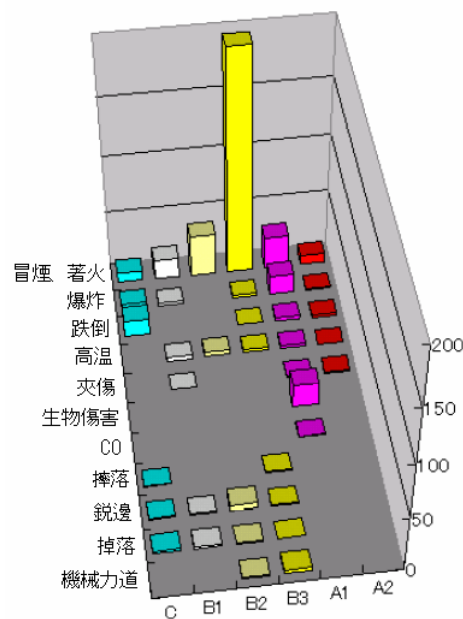 冒煙、著火
爆炸
跌倒
高温
夾傷
生物傷害
CO
摔落
鋭邊
掉落
機械力道
200
150
100
50
0
C
B1
B2
B3
A1
A2